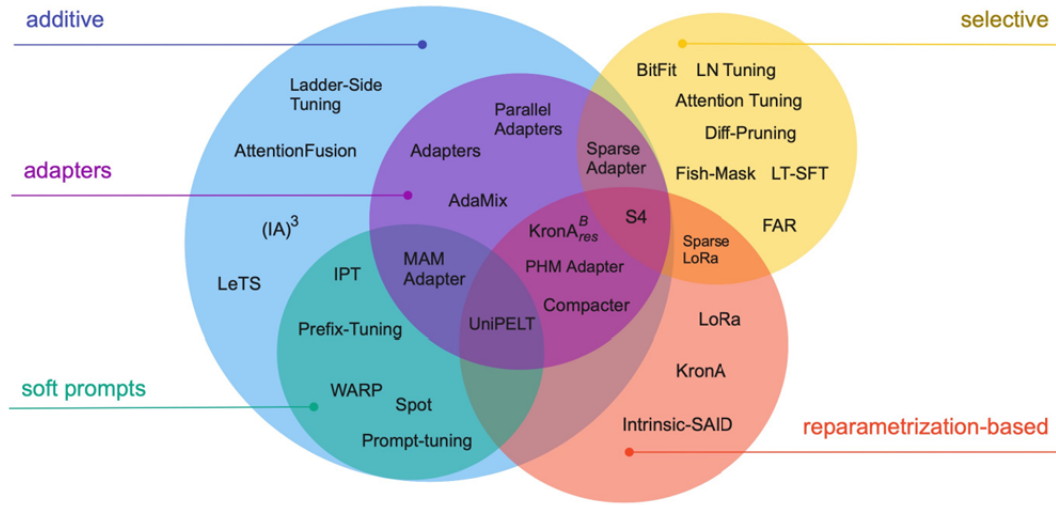 additive
selective
BitFit LN Tuning
Ladder-Side
Tuning
Attention Tuning
Parallel
Adapters
Diff-Pruning
AttentionFusion
Adapters
Sparse
Adapter
adapters
Fish-Mask LT-SFT
AdaMix
(IA)³
KronA^B_res
S4
FAR
Sparse
LoRa
MAM
Adapter
IPT
PHM Adapter
LeTS
Compacter
LoRa
Prefix-Tuning
UniPELT
KronA
soft prompts
WARP
Spot
Intrinsic-SAID
reparametrization-based
Prompt-tuning